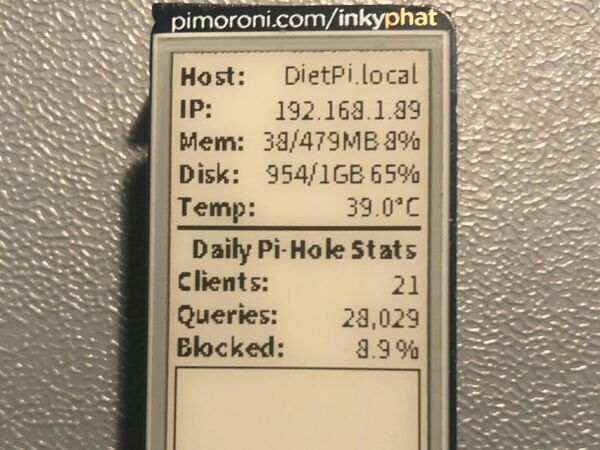 pimoroni.com/inkyphat
Host: DietPi.local
IP: 192.168.1.89
Mem: 38/479MB 8%
Disk: 954/1GB 65%
Temp: 39.0°C
Daily Pi-Hole Stats
Clients: 21
Queries: 28,029
Blocked: 8.9%